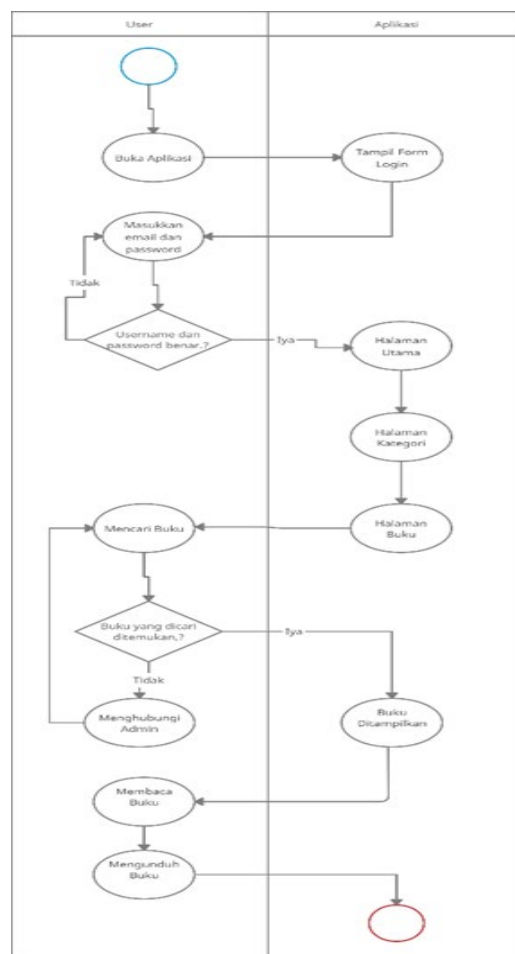 User
Aplikasi
Buka Aplikasi
Tampil Form
Login
Masukkan
email dan
password
Tidak
Username dan
password benar.?
Iya
Halaman
Utama
Halaman
Kategori
Halaman
Buku
Mencari Buku
Buku yang dicari
ditemukan,?
Iya
Tidak
Menghubungi
Admin
Buku
Ditampilkan
Membaca
Buku
Mengunduh
Buku